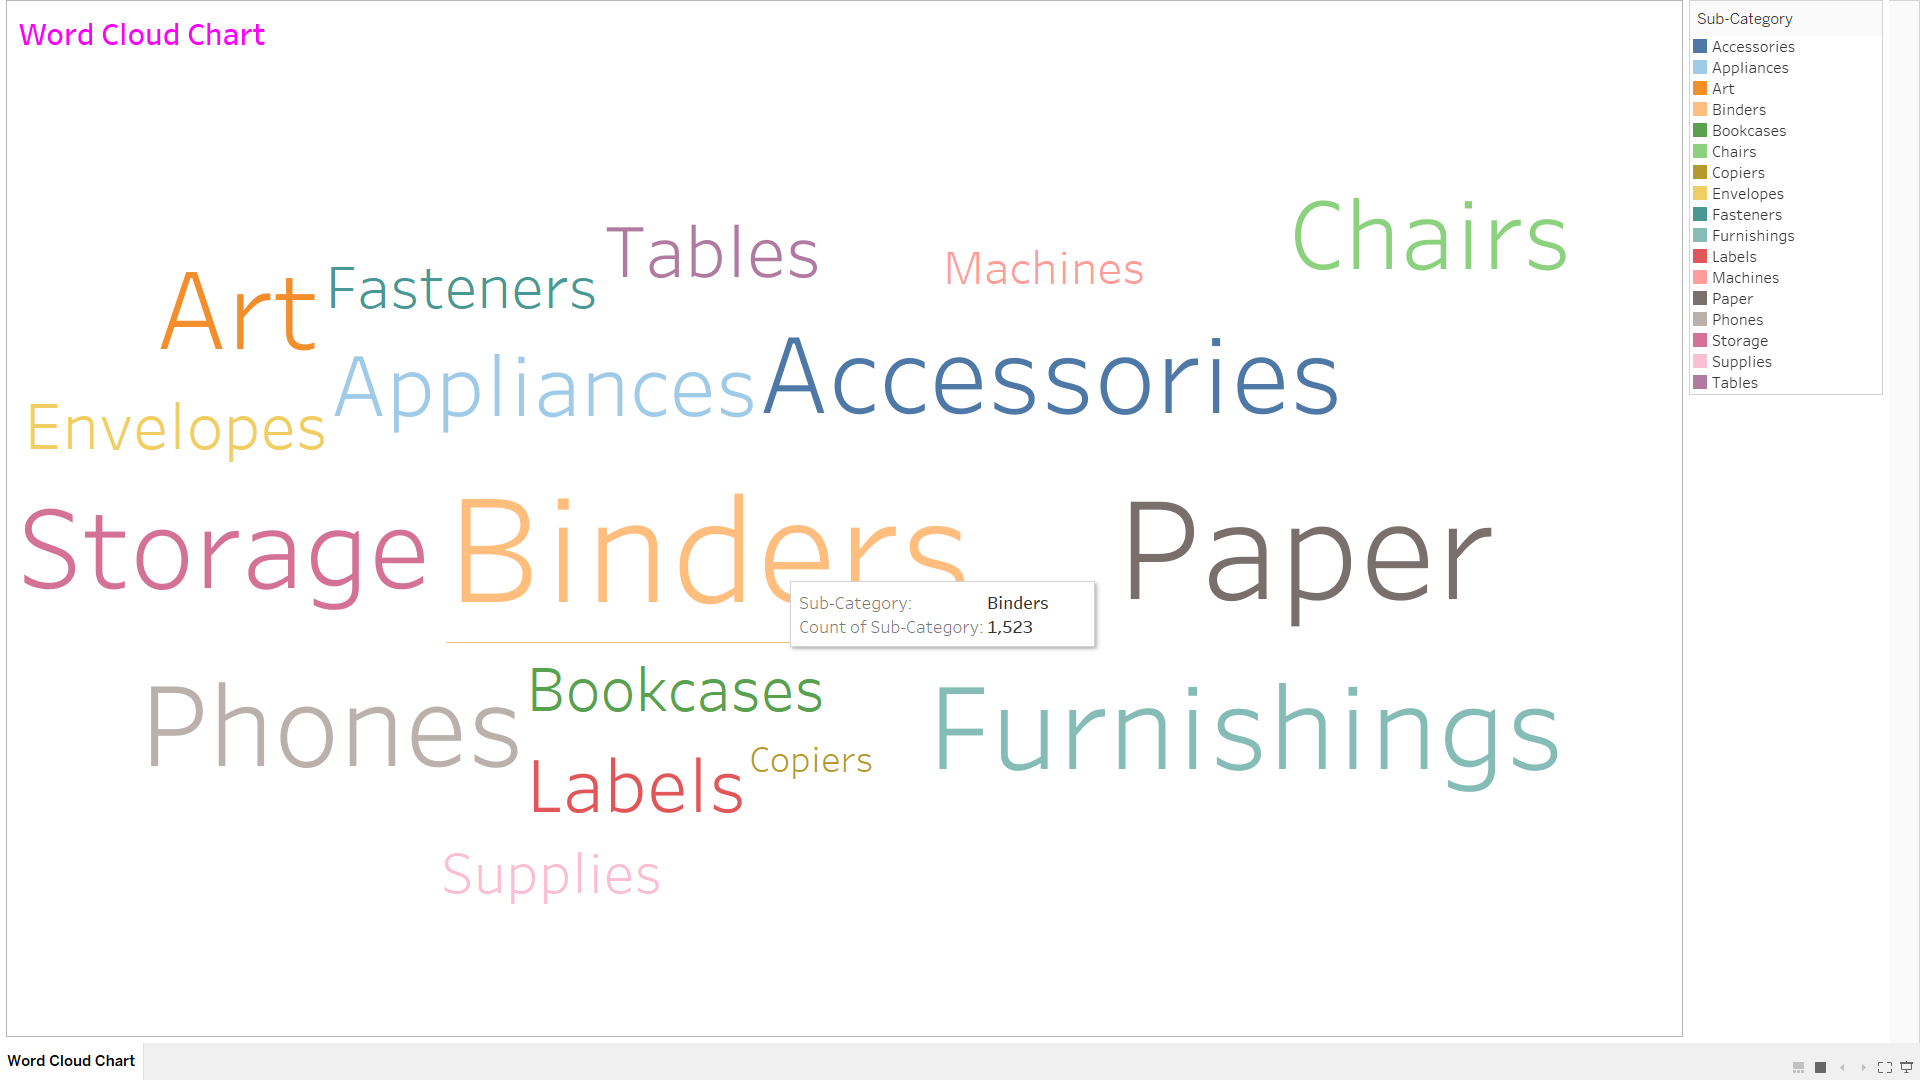 Word Cloud Chart
Chairs
Tables
Machines
Art
Fasteners
Appliances
Accessories
Envelopes
Storage
Binders
Paper
Sub-Category: Binders
Count of Sub-Category: 1,523
Phones
Bookcases
Furnishings
Copiers
Labels
Supplies
Sub-Category
Accessories
Appliances
Art
Binders
Bookcases
Chairs
Copiers
Envelopes
Fasteners
Furnishings
Labels
Machines
Paper
Phones
Storage
Supplies
Tables
Word Cloud Chart